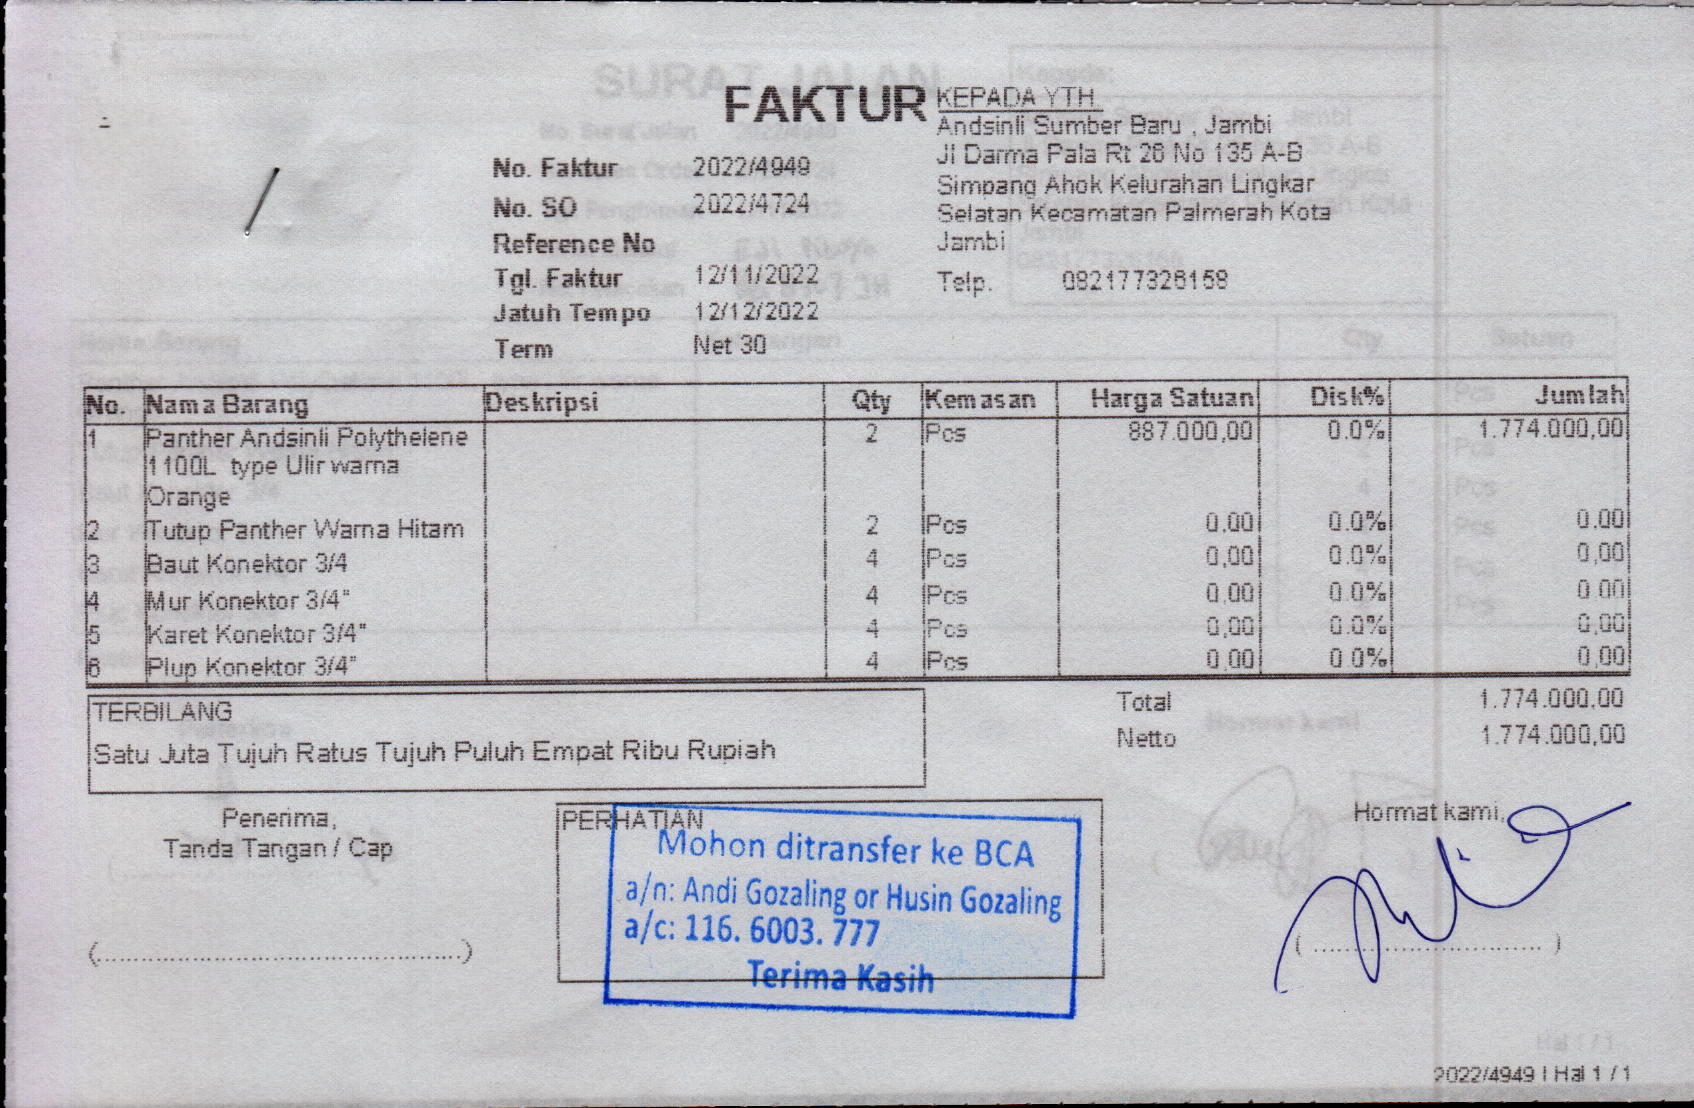 FAKTUR
KEPADA YTH.
Andsinli Sumber Baru , Jambi
Jl Darma Pala Rt 26 No 135 A-B
Simpang Ahok Kelurahan Lingkar
Selatan Kecamatan Palmerah Kota
Jambi
Telp. 082177326158
No. Faktur 2022/4949
No. SO 2022/4724
Reference No
Tgl. Faktur 12/11/2022
Jatuh Tempo 12/12/2022
Term Net 30
No. Nama Barang Deskripsi Qty Kemasan Harga Satuan Disk% Jumlah
1 Panther Andsinli Polythelene 2 Pcs 887.000,00 0.0% 1.774.000,00
1100L type Ulir warna
Orange
2 Tutup Panther Warna Hitam 2 Pcs 0,00 0.0% 0,00
3 Baut Konektor 3/4 4 Pcs 0,00 0.0% 0,00
4 Mur Konektor 3/4" 4 Pcs 0,00 0.0% 0,00
5 Karet Konektor 3/4" 4 Pcs 0,00 0.0% 0,00
6 Plup Konektor 3/4" 4 Pcs 0,00 0.0% 0,00
TERBILANG
Satu Juta Tujuh Ratus Tujuh Puluh Empat Ribu Rupiah
Total 1.774.000,00
Netto 1.774.000,00
Penerima,
Tanda Tangan / Cap
PERHATIAN
Mohon ditransfer ke BCA
a/n: Andi Gozaling or Husin Gozaling
a/c: 116. 6003. 777
Terima Kasih
Hormat kami,
2022/4949 | Hal 1 / 1